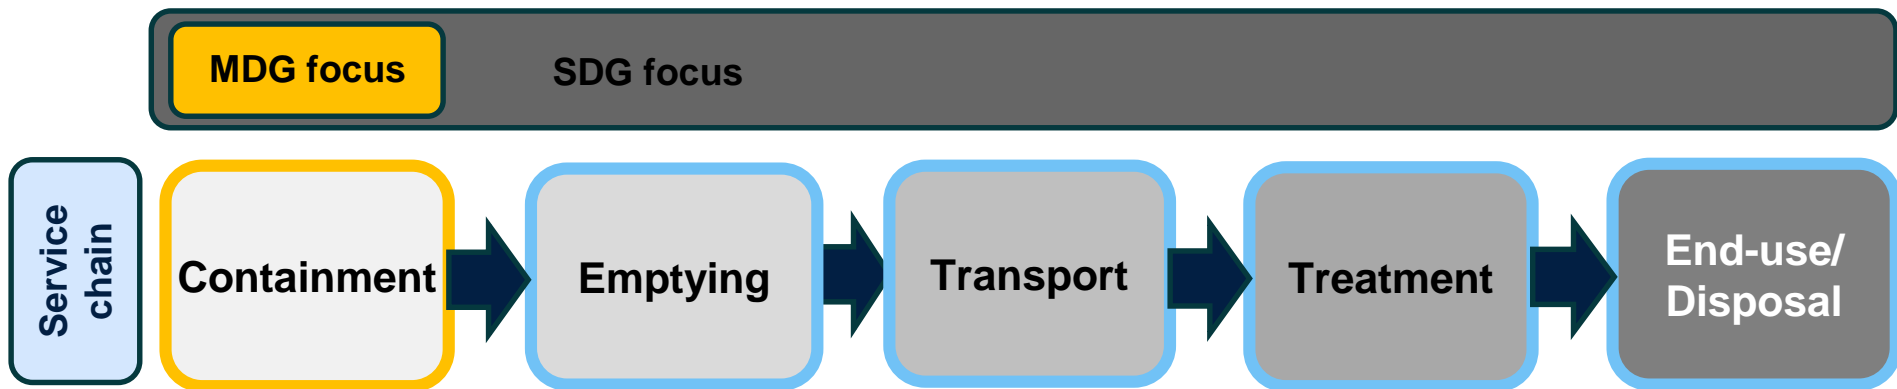 MDG focus
SDG focus
Service
chain
Containment
Emptying
Transport
Treatment
End-use/
Disposal